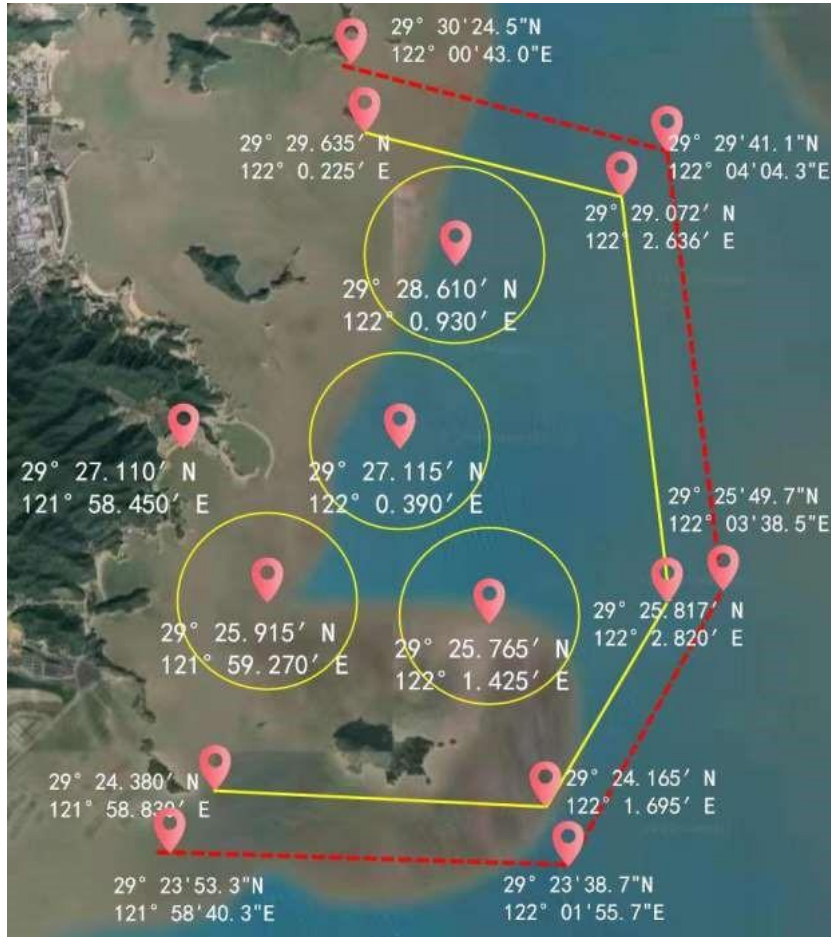 29° 30'24.5"N
122° 00'43.0"E
29° 29.635′ N
122° 0.225′ E
29° 29'41.1"N
122° 04'04.3"E
29° 29.072′ N
122° 2.636′ E
29° 28.610′ N
122° 0.930′ E
29° 27.110′ N
121° 58.450′ E
29° 27.115′ N
122° 0.390′ E
29° 25'49.7"N
122° 03'38.5"E
29° 25.915′ N
121° 59.270′ E
29° 25.765′ N
122° 1.425′ E
29° 25.817′ N
122° 2.820′ E
29° 24.380′ N
121° 58.830′ E
29° 24.165′ N
122° 1.695′ E
29° 23'53.3"N
121° 58'40.3"E
29° 23'38.7"N
122° 01'55.7"E